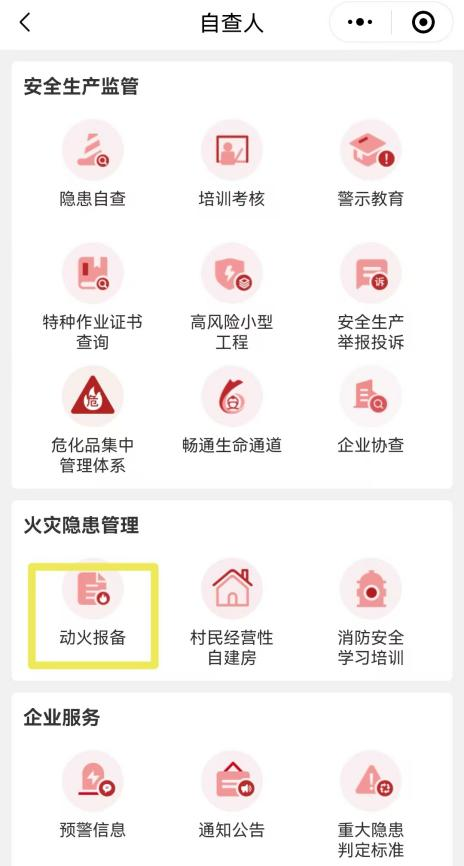 自查人
安全生产监管
隐患自查
培训考核
警示教育
诉
特种作业证书
查询
高风险小型
工程
安全生产
举报投诉
危
危化品集中
管理体系
畅通生命通道
企业协查
火灾隐患管理
动火报备
村民经营性
自建房
消防安全
学习培训
企业服务
预警信息
通知公告
重大隐患
判定标准